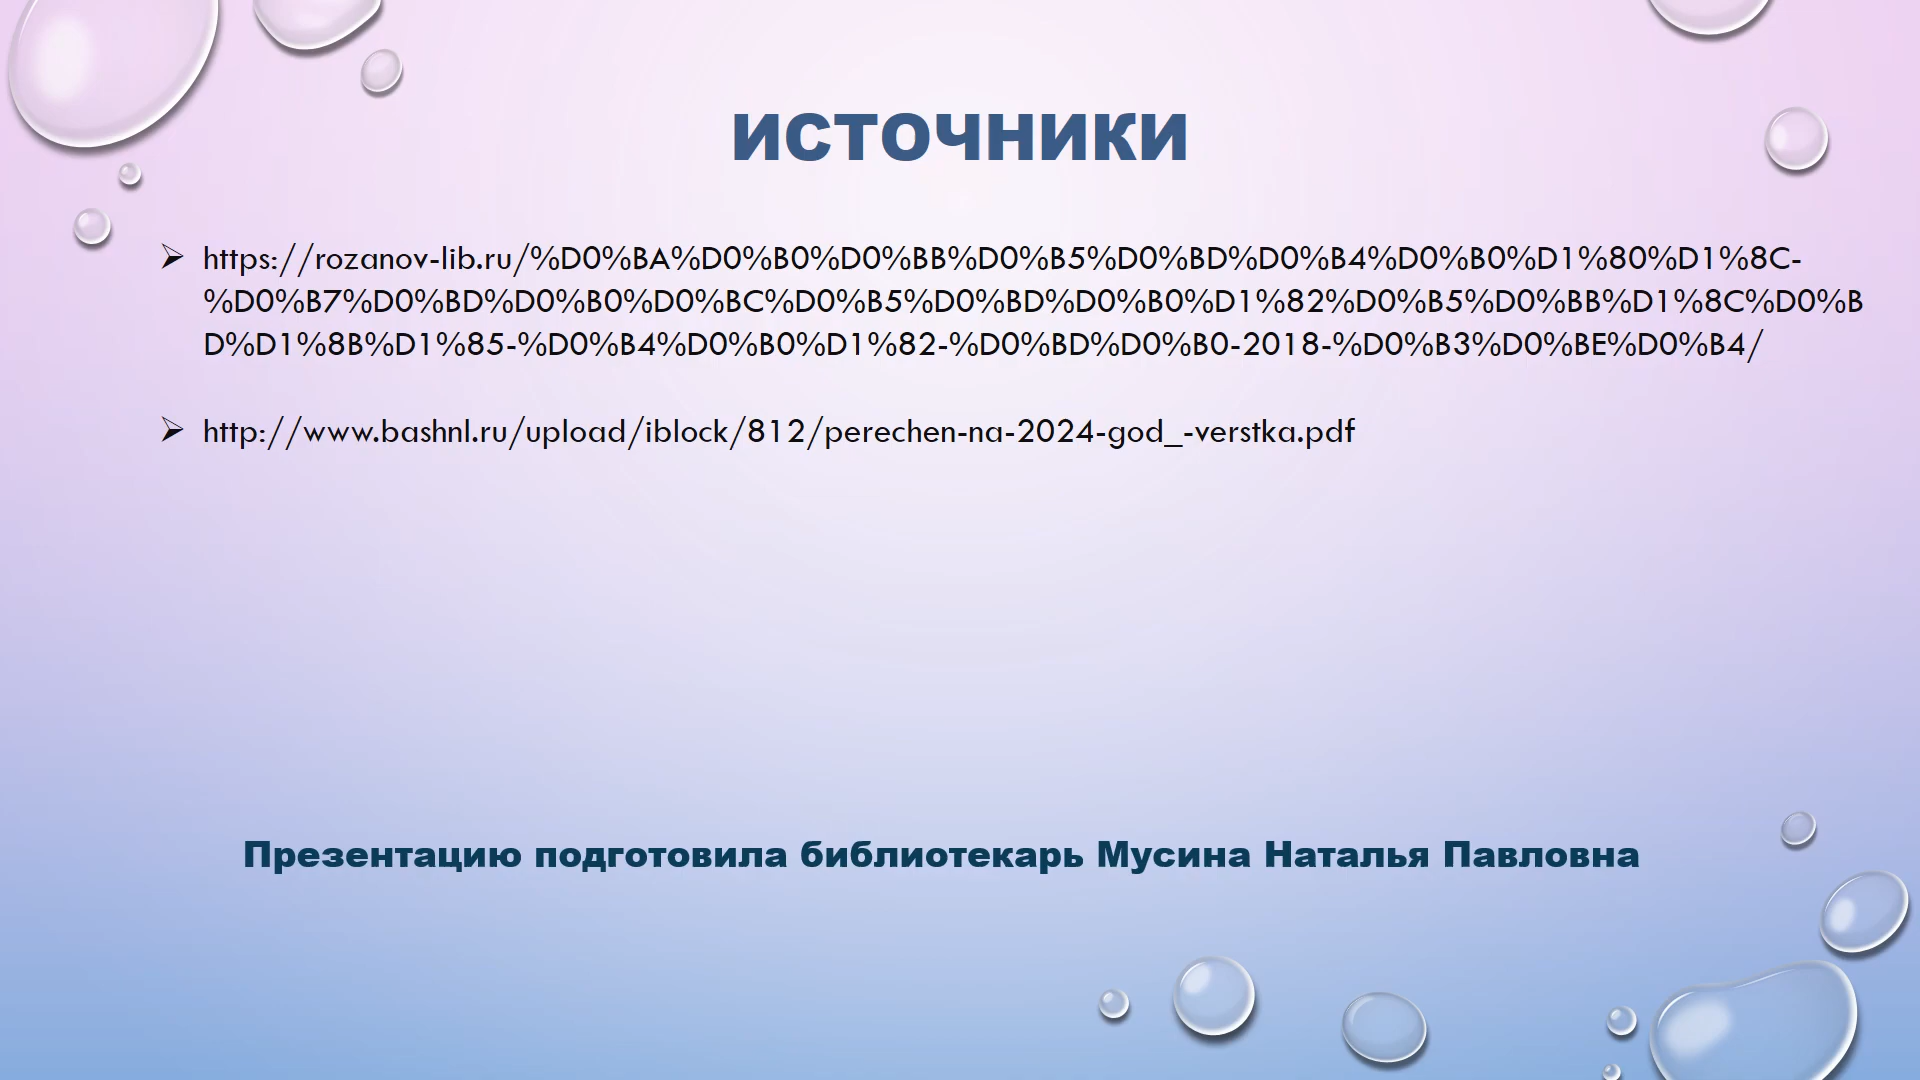 ИСТОЧНИКИ
https://rozanov-lib.ru/%D0%BA%D0%B0%D0%BB%D0%B5%D0%BD%D0%B4%D0%B0%D1%80%D1%8C-
%D0%B7%D0%BD%D0%B0%D0%BC%D0%B5%D0%BD%D0%B0%D1%82%D0%B5%D0%BB%D1%8C%D0%B
D%D1%8B%D1%85-%D0%B4%D0%B0%D1%82-%D0%BD%D0%B0-2018-%D0%B3%D0%BE%D0%B4/
http://www.bashnl.ru/upload/iblock/812/perechen-na-2024-god_-verstka.pdf
Презентацию подготовила библиотекарь Мусина Наталья Павловна